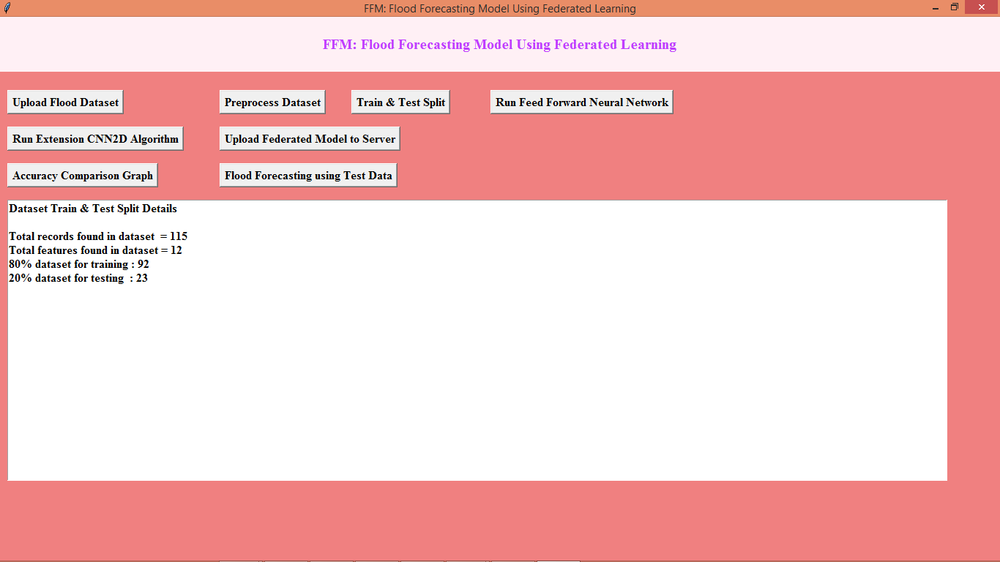 FFM: Flood Forecasting Model Using Federated Learning
FFM: Flood Forecasting Model Using Federated Learning
Upload Flood Dataset
Preprocess Dataset
Train & Test Split
Run Feed Forward Neural Network
Run Extension CNN2D Algorithm
Upload Federated Model to Server
Accuracy Comparison Graph
Flood Forecasting using Test Data
Dataset Train & Test Split Details
Total records found in dataset  = 115
Total features found in dataset = 12
80% dataset for training : 92
20% dataset for testing  : 23